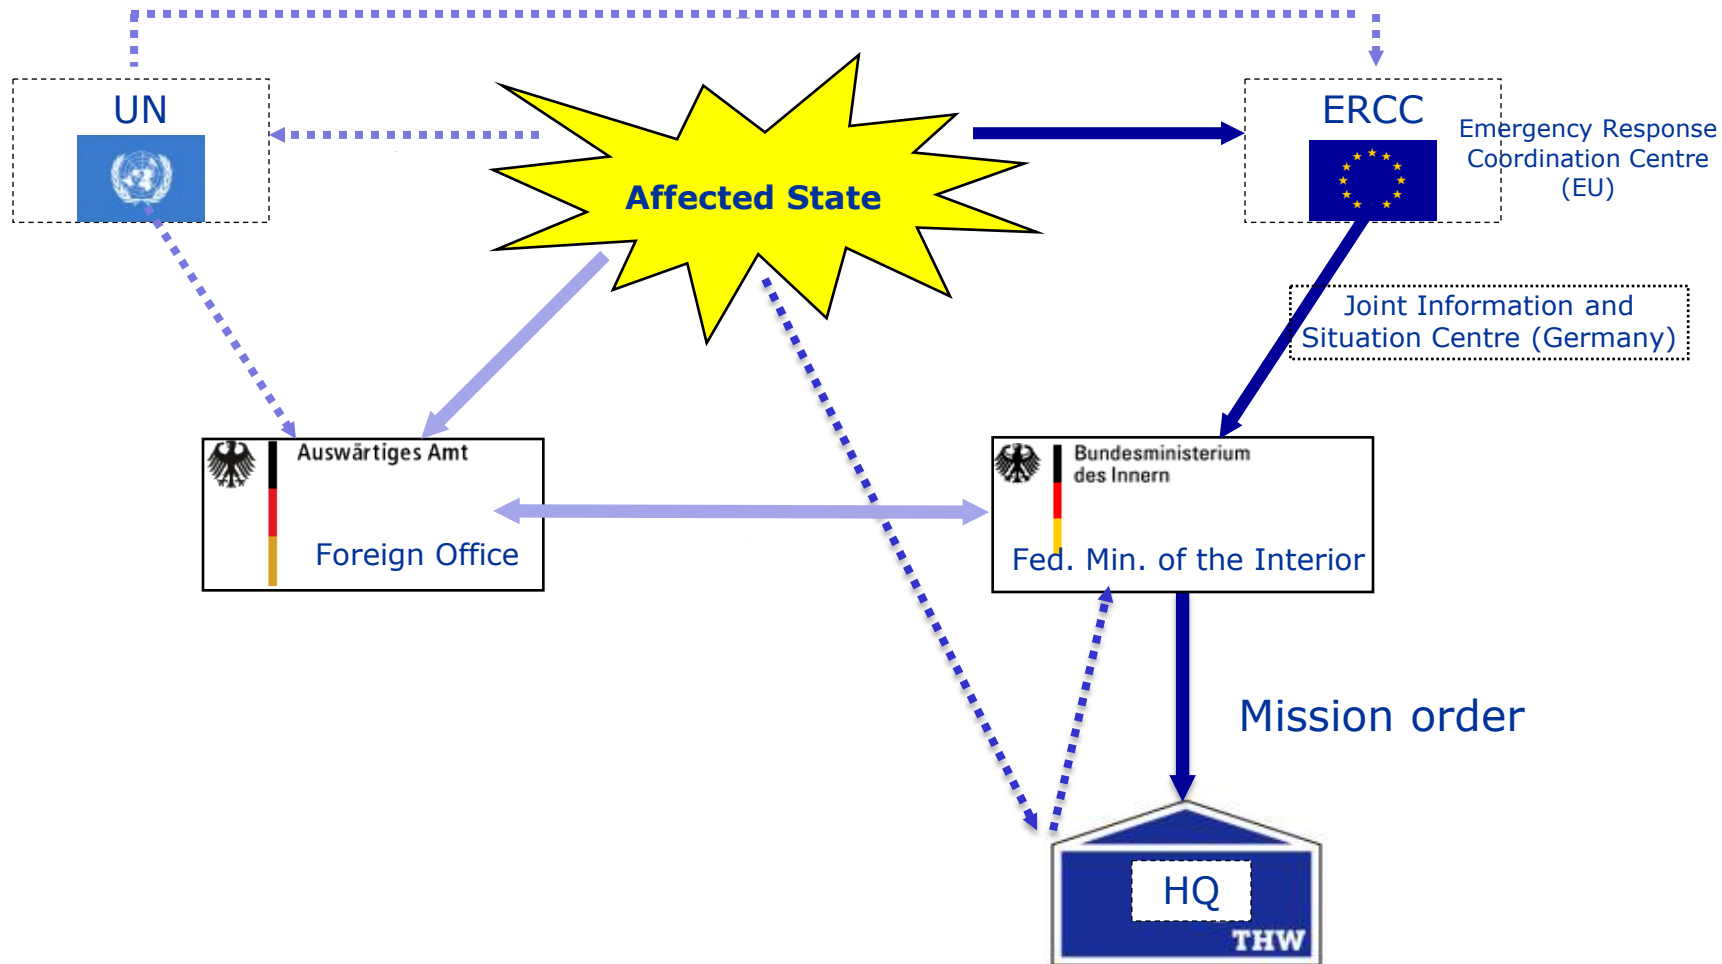 UN
ERCC
Emergency Response
Coordination Centre
(EU)
Affected State
Joint Information and
Situation Centre (Germany)
Auswärtiges Amt
Foreign Office
Bundesministerium
des Innern
Fed. Min. of the Interior
Mission order
HQ
THW